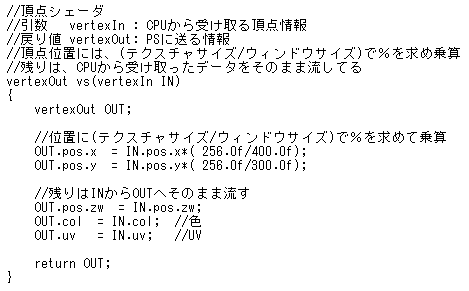 //頂点シェーダ
//引数　 vertexIn : CPUから受け取る頂点情報
//戻り値 vertexOut: PSに送る情報
//頂点位置には、(テクスチャサイズ/ウィンドウサイズ)で％を求め乗算
//残りは、CPUから受け取ったデータをそのまま流してる
vertexOut vs(vertexIn IN)
{
    vertexOut OUT;

    //位置に(テクスチャサイズ/ウィンドウサイズ)で％を求めて乗算
    OUT.pos.x  = IN.pos.x*( 256.0f/400.0f);
    OUT.pos.y  = IN.pos.y*( 256.0f/300.0f);

    //残りはINからOUTへそのまま流す
    OUT.pos.zw  = IN.pos.zw;
    OUT.col  = IN.col;  //色
    OUT.uv   = IN.uv;   //UV

    return OUT;
}